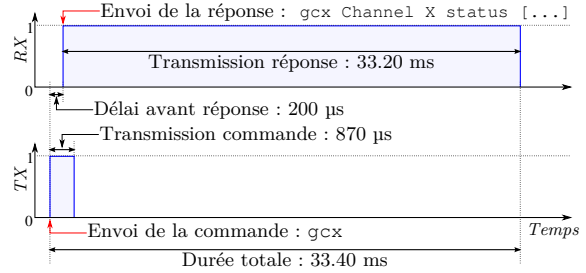 Envoi de la réponse : gcx Channel X status [...]
1
RX
Transmission réponse : 33.20 ms
0
Délai avant réponse : 200 µs
Transmission commande : 870 µs
1
TX
0
Envoi de la commande : gcx
Temps
Durée totale : 33.40 ms